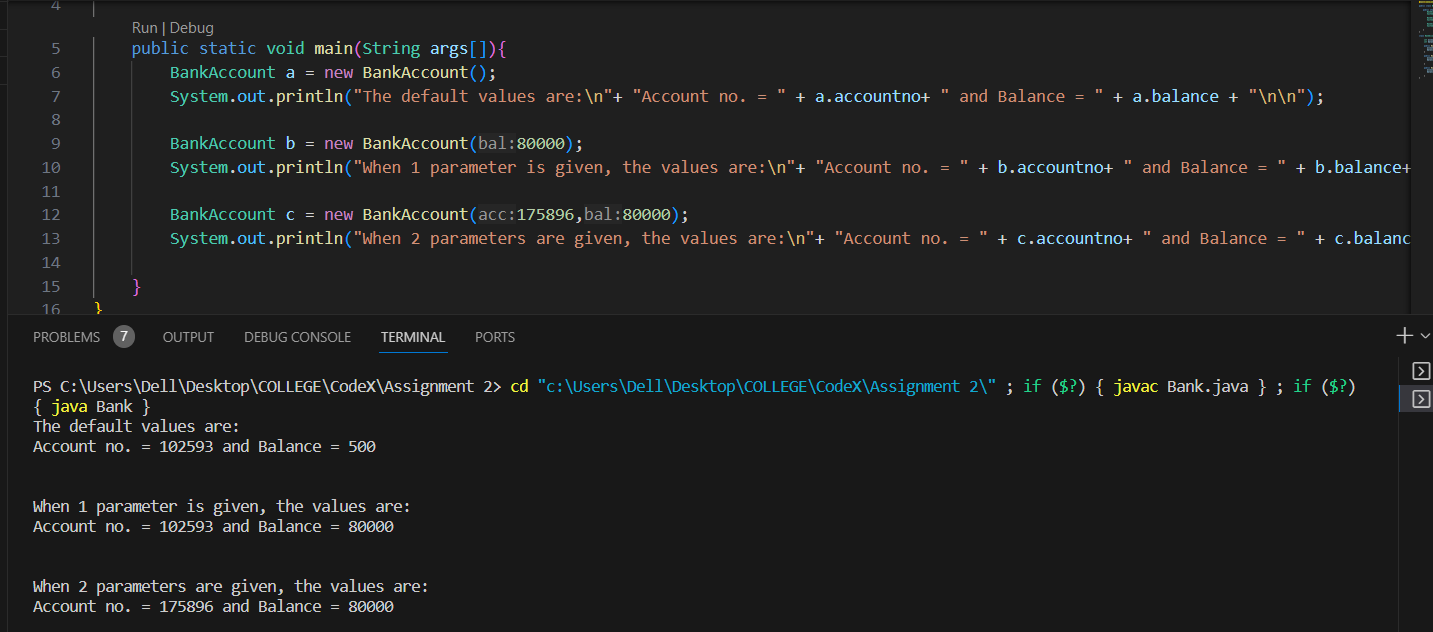 4
Run | Debug
5 public static void main(String args[]){
6 BankAccount a = new BankAccount();
7 System.out.println("The default values are:\n"+ "Account no. = " + a.accountno+ " and Balance = " + a.balance + "\n\n");
8
9 BankAccount b = new BankAccount(bal:80000);
10 System.out.println("When 1 parameter is given, the values are:\n"+ "Account no. = " + b.accountno+ " and Balance = " + b.balance+
11
12 BankAccount c = new BankAccount(acc:175896,bal:80000);
13 System.out.println("When 2 parameters are given, the values are:\n"+ "Account no. = " + c.accountno+ " and Balance = " + c.balanc
14
15 }
16 }
PROBLEMS 7 OUTPUT DEBUG CONSOLE TERMINAL PORTS
PS C:\Users\Dell\Desktop\COLLEGE\CodeX\Assignment 2> cd "c:\Users\Dell\Desktop\COLLEGE\CodeX\Assignment 2\" ; if ($?) { javac Bank.java } ; if ($?)
{ java Bank }
The default values are:
Account no. = 102593 and Balance = 500
When 1 parameter is given, the values are:
Account no. = 102593 and Balance = 80000
When 2 parameters are given, the values are:
Account no. = 175896 and Balance = 80000